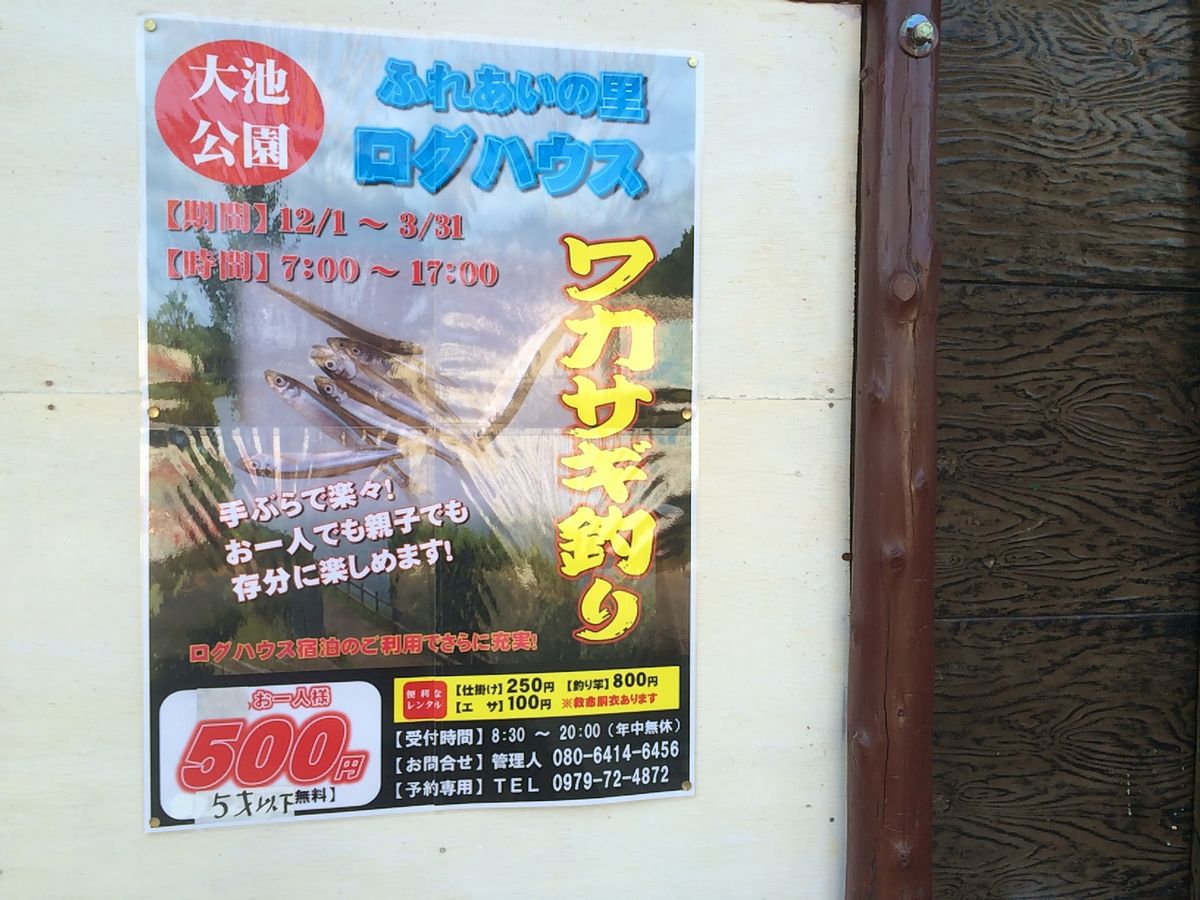 大池
公園
ふれあいの里
ログハウス
【期間】12/1 ～ 3/31
【時間】7:00 ～ 17:00
ワカサギ釣り
手ぶらで楽々!
お一人でも親子でも
存分に楽しめます!
ログハウス宿泊のご利用でさらに充実!
お一人様
500円
5才以下無料】
便利な
レンタル
【仕掛け】250円 【釣り竿】800円
【エ サ】100円 ※救命胴衣あります
【受付時間】8:30 ～ 20:00（年中無休）
【お問合せ】管理人 080-6414-6456
【予約専用】TEL 0979-72-4872